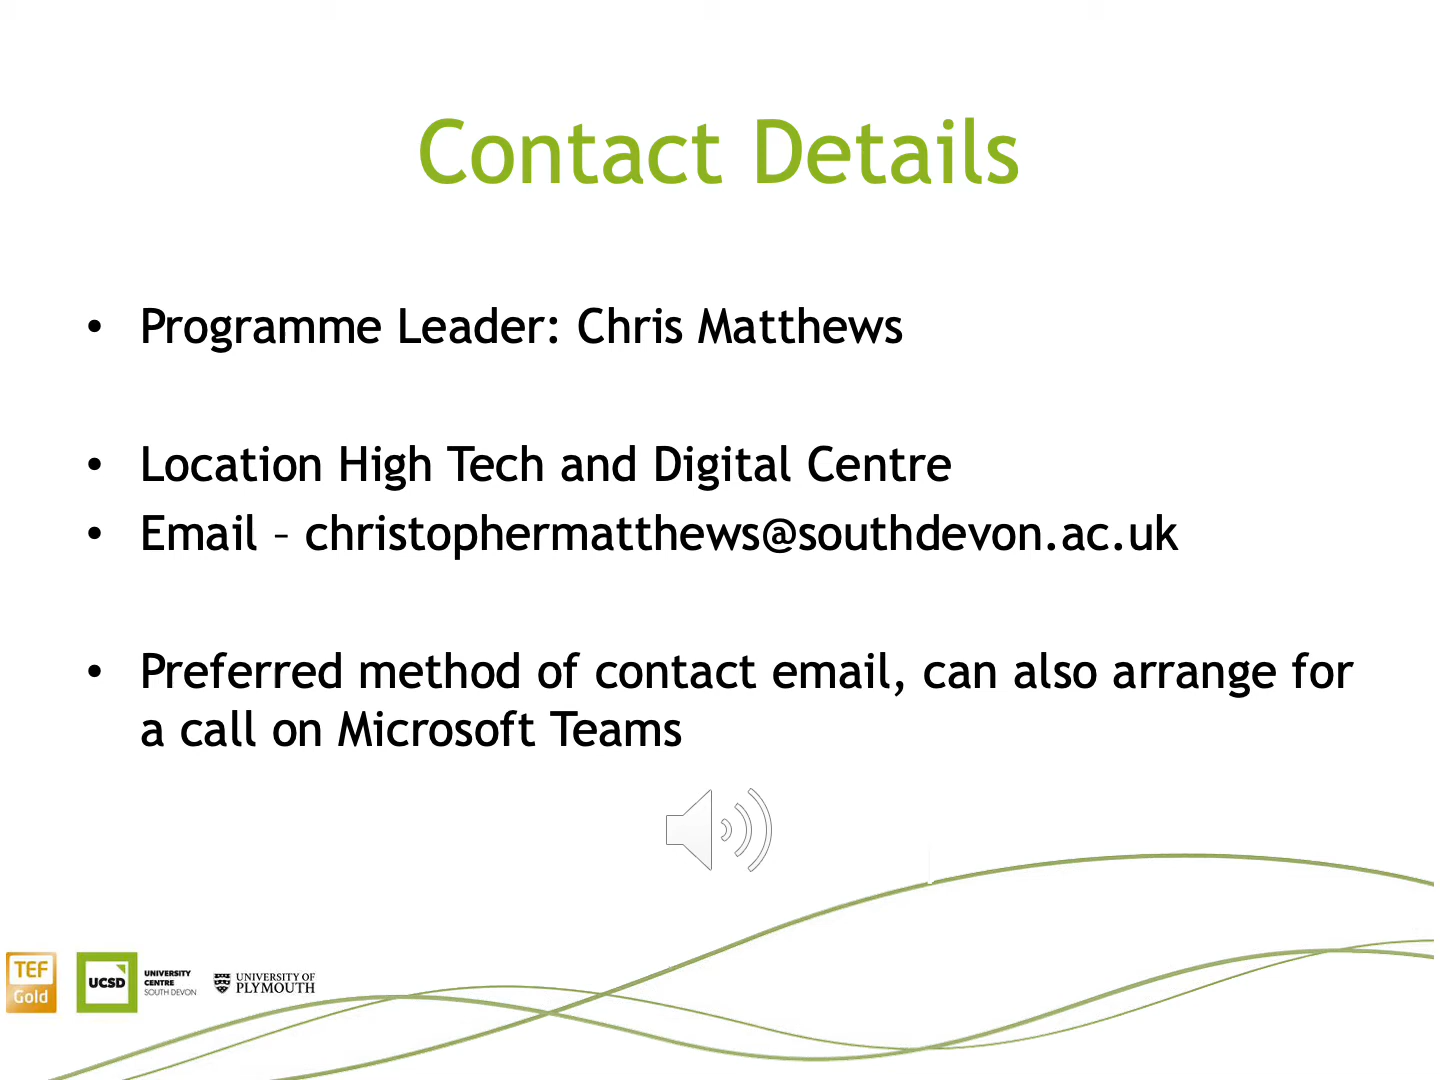 Contact Details
• Programme Leader: Chris Matthews
• Location High Tech and Digital Centre
• Email – christophermatthews@southdevon.ac.uk
• Preferred method of contact email, can also arrange for
a call on Microsoft Teams
TEF
Gold
UCSD
UNIVERSITY
CENTRE
SOUTH DEVON
UNIVERSITY OF
PLYMOUTH